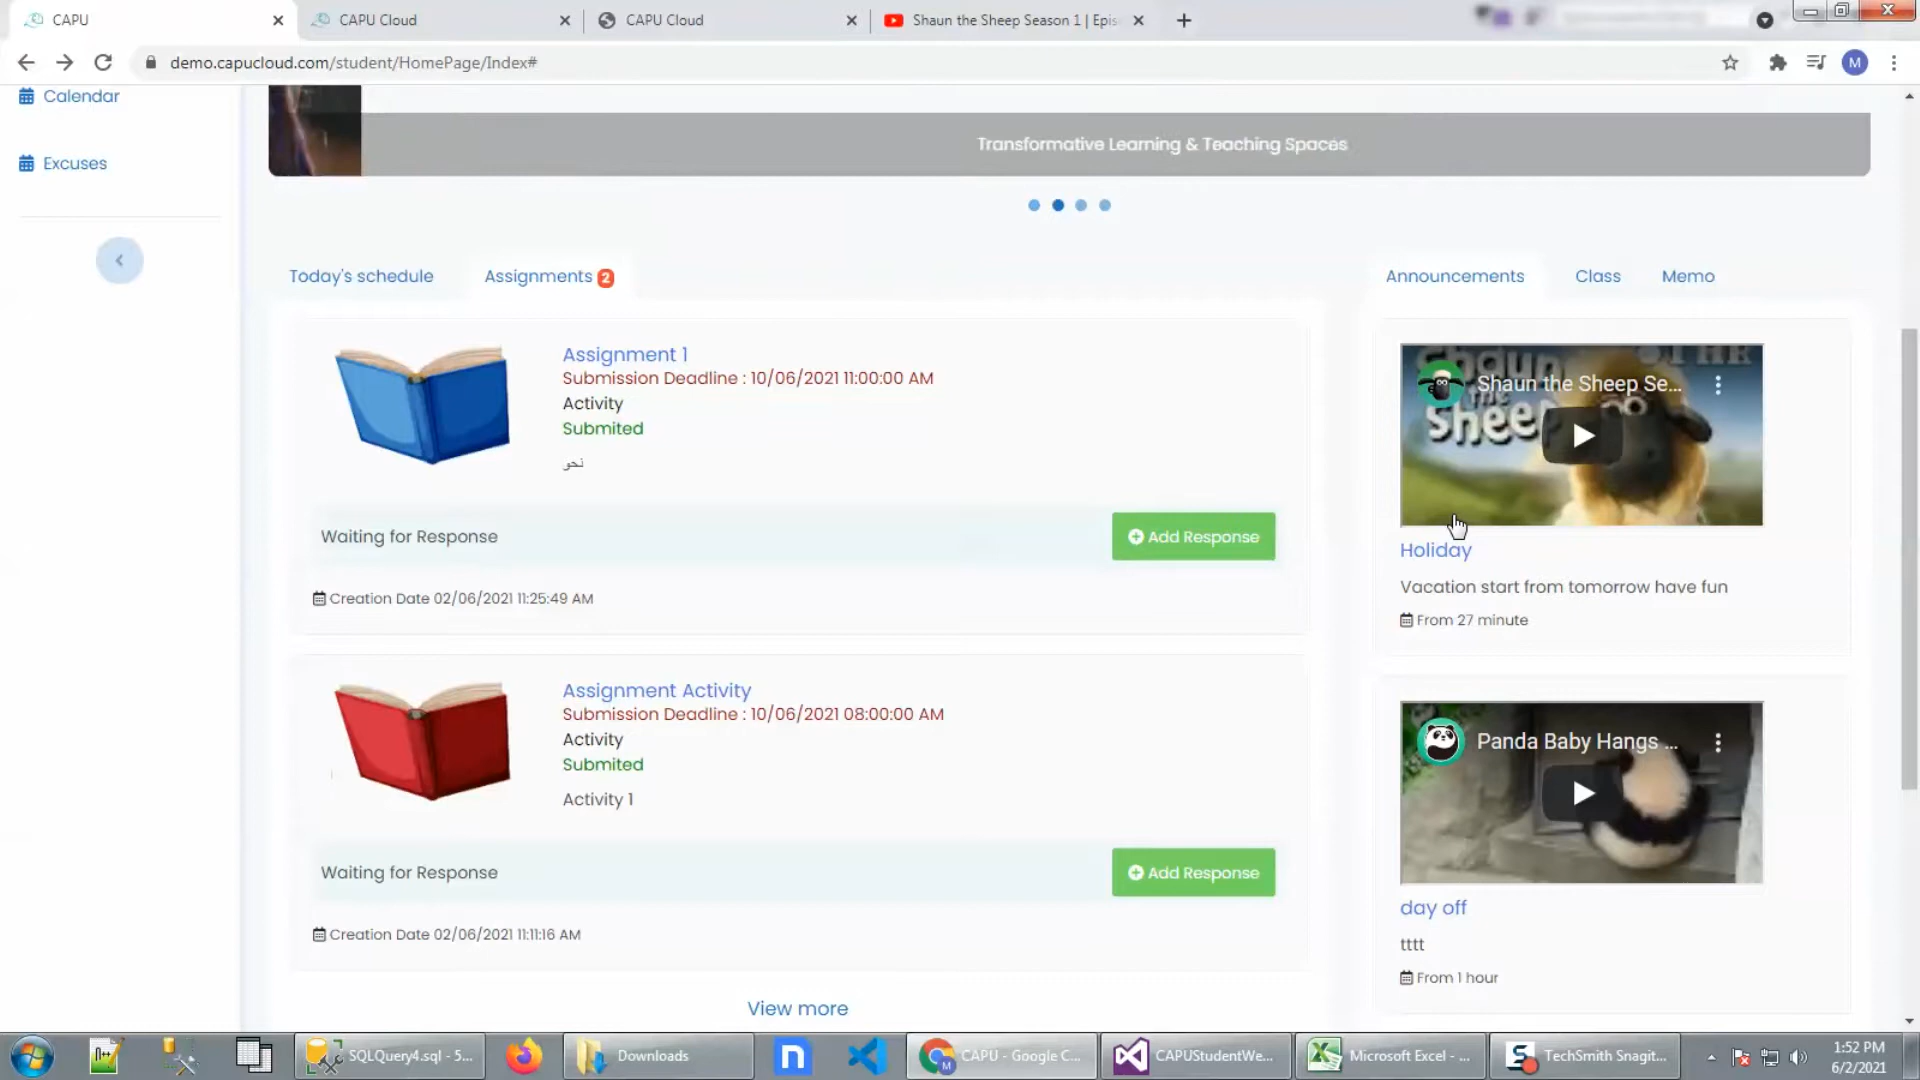 CAPU
CAPU Cloud
CAPU Cloud
Shaun the Sheep Season 1 | Epis
demo.capucloud.com/student/HomePage/Index#
M
Calendar
Excuses
Transformative Learning & Teaching Spaces
Today's schedule
Assignments 2
Announcements
Class
Memo
Assignment 1
Submission Deadline : 10/06/2021 11:00:00 AM
Activity
Submited
نحو
Waiting for Response
Add Response
Creation Date 02/06/2021 11:25:49 AM
Assignment Activity
Submission Deadline : 10/06/2021 08:00:00 AM
Activity
Submited
Activity 1
Waiting for Response
Add Response
Creation Date 02/06/2021 11:11:16 AM
View more
Shaun the Sheep Se...
Holiday
Vacation start from tomorrow have fun
From 27 minute
Panda Baby Hangs ...
day off
tttt
From 1 hour
SQLQuery4.sql - 5...
Downloads
CAPU - Google C...
CAPUStudentWe...
Microsoft Excel - ...
TechSmith Snagit...
1:52 PM
6/2/2021